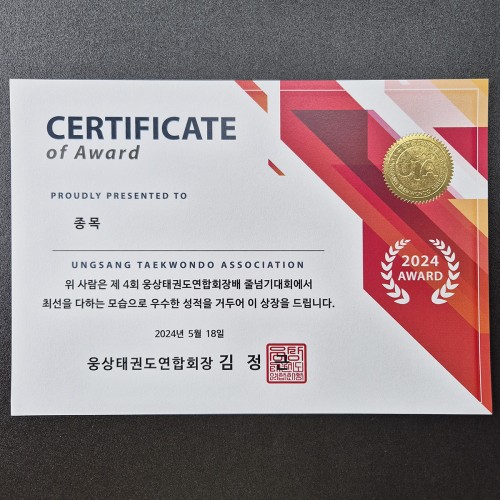 CERTIFICATE
of Award
PROUDLY PRESENTED TO
종목
UNGSANG TAEKWONDO ASSOCIATION
위 사람은 제 4회 웅상태권도연합회장배 줄넘기대회에서
최선을 다하는 모습으로 우수한 성적을 거두어 이 상장을 드립니다.
2024년 5월 18일
웅상태권도연합회장 김 정
2024
AWARD